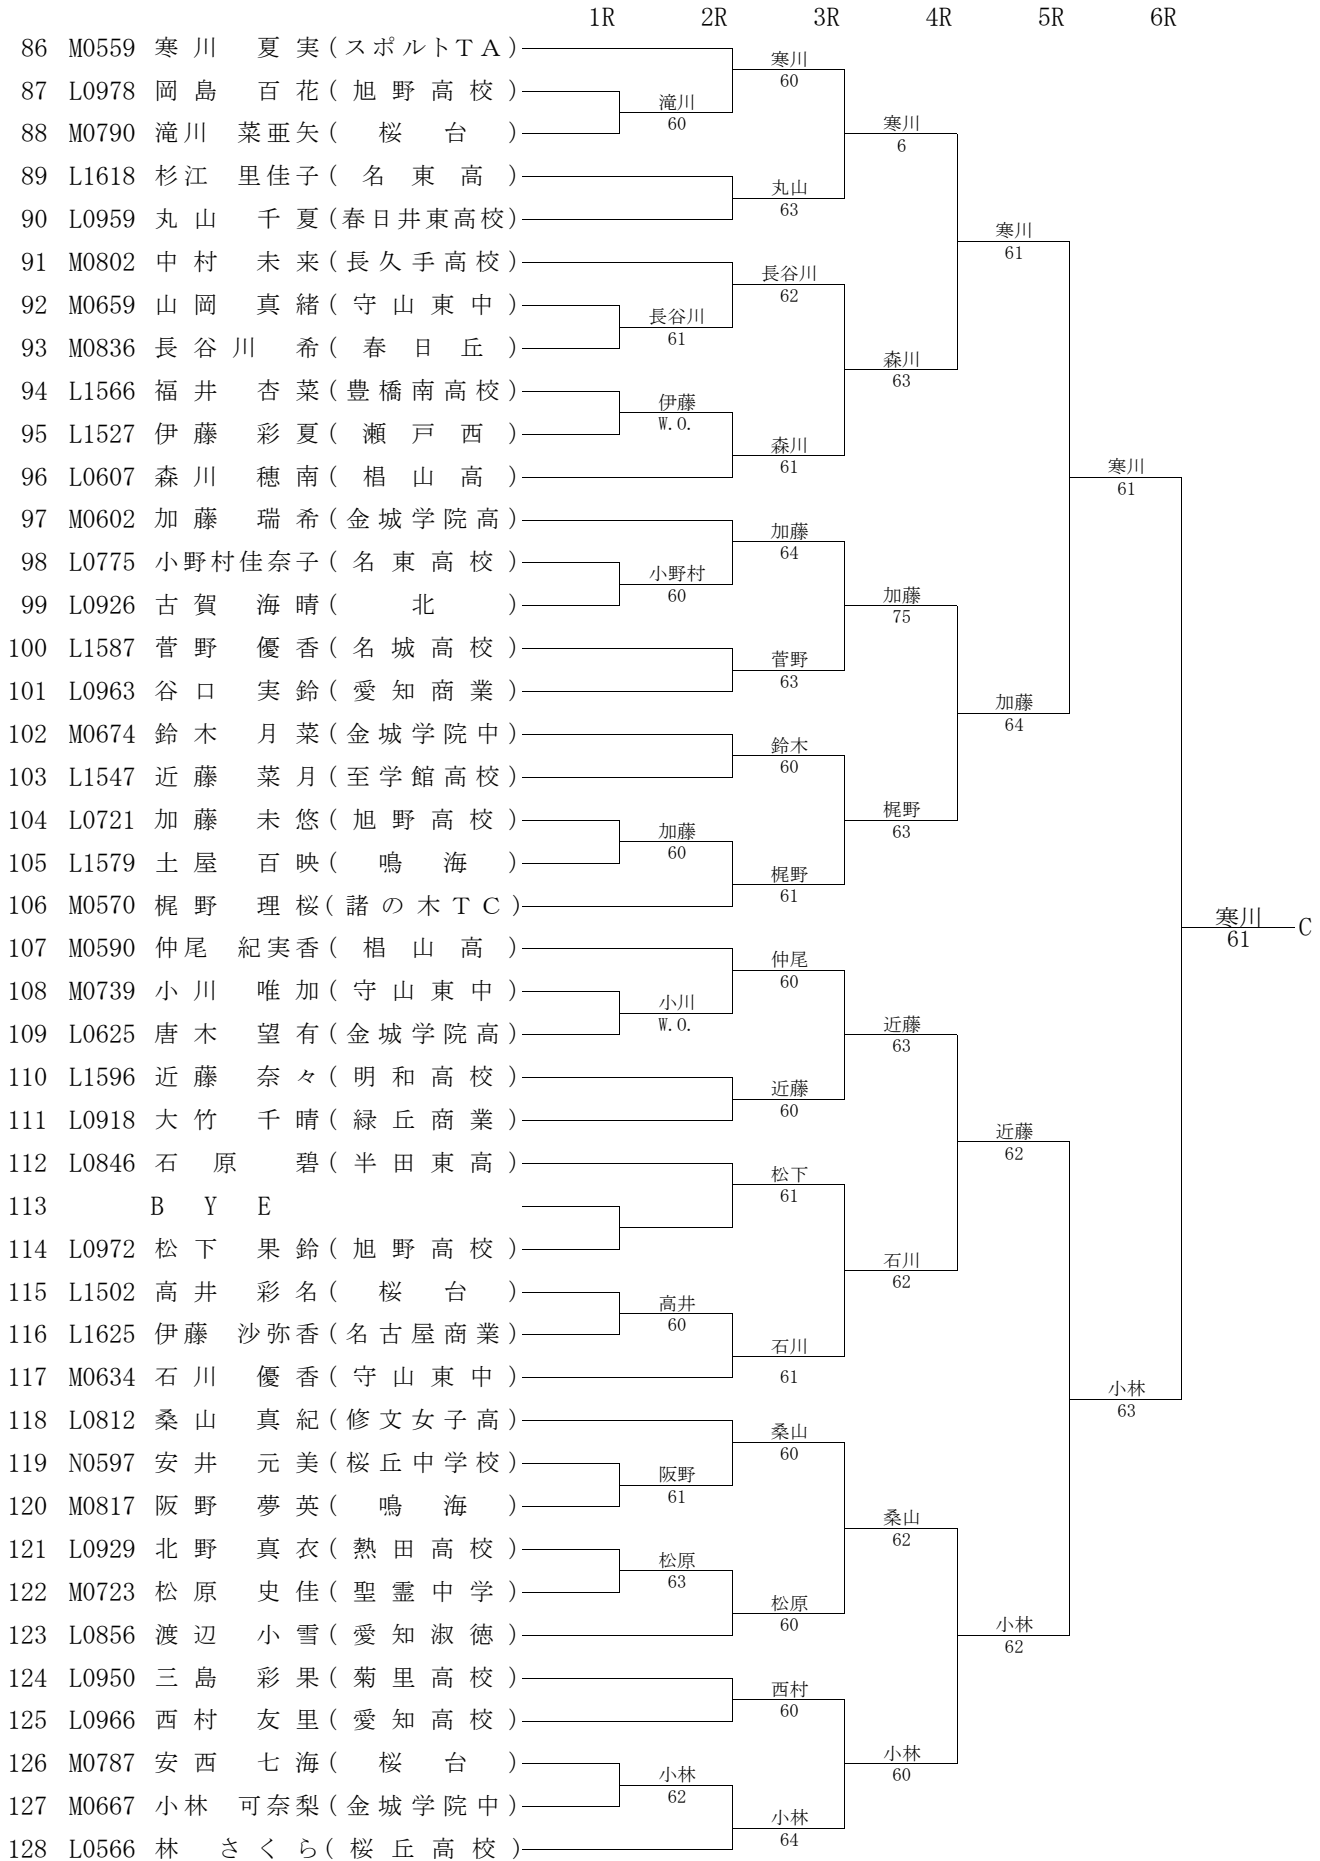 1R 2R 3R 4R 5R 6R
86 M0559 寒川 夏実(スポルトTA)
寒川
60
87 L0978 岡島 百花(旭野高校)
滝川
60
88 M0790 滝川 菜亜矢(桜台)
寒川
6
89 L1618 杉江 里佳子(名東高)
丸山
63
90 L0959 丸山 千夏(春日井東高校)
寒川
61
91 M0802 中村 未来(長久手高校)
長谷川
62
92 M0659 山岡 真緒(守山東中)
長谷川
61
93 M0836 長谷川 希(春日丘)
森川
63
94 L1566 福井 杏菜(豊橋南高校)
伊藤
W.O.
95 L1527 伊藤 彩夏(瀬戸西)
森川
61
96 L0607 森川 穂南(椙山高)
寒川
61
97 M0602 加藤 瑞希(金城学院高)
加藤
64
98 L0775 小野村佳奈子(名東高校)
小野村
60
99 L0926 古賀 海晴(北)
加藤
75
100 L1587 菅野 優香(名城高校)
菅野
63
101 L0963 谷口 実鈴(愛知商業)
加藤
64
102 M0674 鈴木 月菜(金城学院中)
鈴木
60
103 L1547 近藤 菜月(至学館高校)
梶野
63
104 L0721 加藤 未悠(旭野高校)
加藤
60
105 L1579 土屋 百映(鳴海)
梶野
61
106 M0570 梶野 理桜(諸の木TC)
寒川
61
C
107 M0590 仲尾 紀実香(椙山高)
仲尾
60
108 M0739 小川 唯加(守山東中)
小川
W.O.
109 L0625 唐木 望有(金城学院高)
近藤
63
110 L1596 近藤 奈々(明和高校)
近藤
60
111 L0918 大竹 千晴(緑丘商業)
近藤
62
112 L0846 石原 碧(半田東高)
松下
61
113 BYE
114 L0972 松下 果鈴(旭野高校)
石川
62
115 L1502 高井 彩名(桜台)
高井
60
116 L1625 伊藤 沙弥香(名古屋商業)
石川
61
117 M0634 石川 優香(守山東中)
小林
63
118 L0812 桑山 真紀(修文女子高)
桑山
60
119 N0597 安井 元美(桜丘中学校)
阪野
61
120 M0817 阪野 夢英(鳴海)
桑山
62
121 L0929 北野 真衣(熱田高校)
松原
63
122 M0723 松原 史佳(聖霊中学)
松原
60
123 L0856 渡辺 小雪(愛知淑徳)
小林
62
124 L0950 三島 彩果(菊里高校)
西村
60
125 L0966 西村 友里(愛知高校)
126 M0787 安西 七海(桜台)
小林
60
小林
62
127 M0667 小林 可奈梨(金城学院中)
小林
64
128 L0566 林 さくら(桜丘高校)